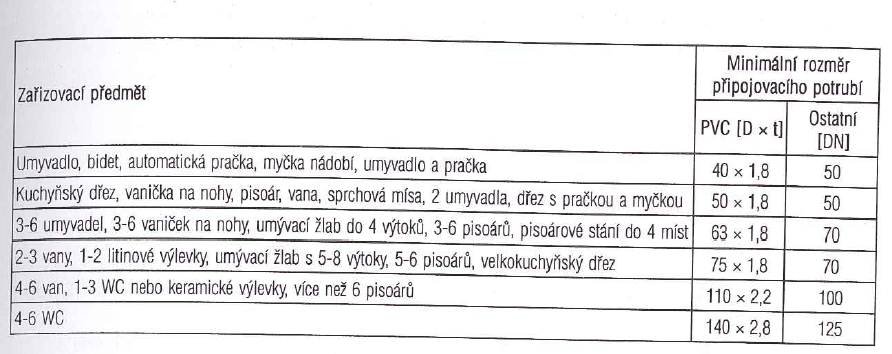 Zařizovací předmět
Minimální rozměr
připojovacího potrubí
PVC [D × t]
Ostatní
[DN]
Umyvadlo, bidet, automatická pračka, myčka nádobí, umyvadlo a pračka 40 × 1,8 50
Kuchyňský dřez, vanička na nohy, pisoár, vana, sprchová mísa, 2 umyvadla, dřez s pračkou a myčkou 50 × 1,8 50
3-6 umyvadel, 3-6 vaniček na nohy, umývací žlab do 4 výtoků, 3-6 pisoárů, pisoárové stání do 4 míst 63 × 1,8 70
2-3 vany, 1-2 litinové výlevky, umývací žlab s 5-8 výtoky, 5-6 pisoárů, velkokuchyňský dřez 75 × 1,8 70
4-6 van, 1-3 WC nebo keramické výlevky, více než 6 pisoárů 110 × 2,2 100
4-6 WC 140 × 2,8 125